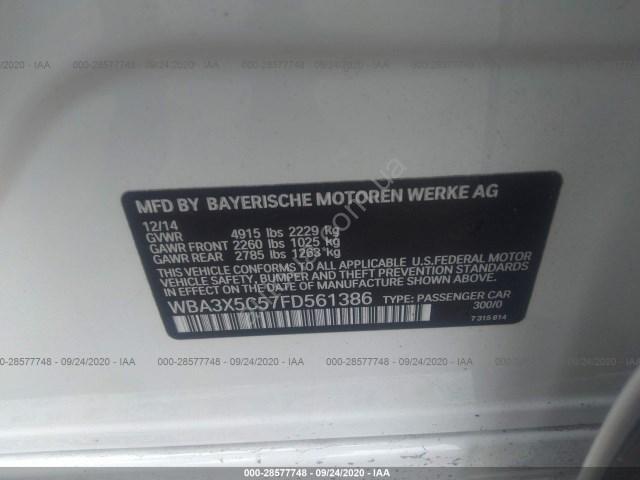 000-28577748 - 09/24/2020 - IAA
MFD BY BAYERISCHE MOTOREN WERKE AG
12/14
GVWR 4915 lbs 2229 kg
GAWR FRONT 2260 lbs 1025 kg
GAWR REAR 2785 lbs 1263 kg
THIS VEHICLE CONFORMS TO ALL APPLICABLE U.S. FEDERAL MOTOR
VEHICLE SAFETY, BUMPER AND THEFT PREVENTION STANDARDS
IN EFFECT ON THE DATE OF MANUFACTURE SHOWN ABOVE.
WBA3X5C57FD561386 TYPE: PASSENGER CAR
300/0
7 315 614
000-28577748 - 09/24/2020 - IAA
000-28577748 - 09/24/2020 - IAA